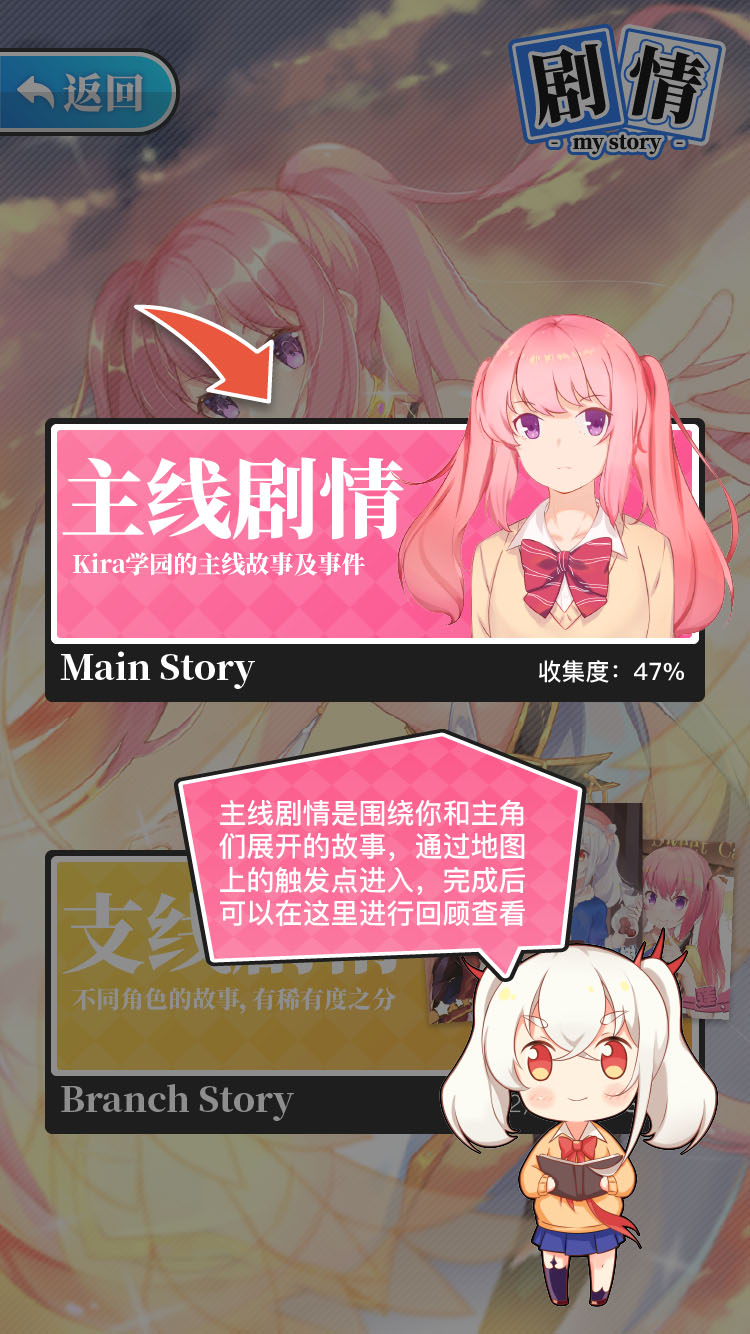 返回
剧情
- my story -
主线剧情
Kira学园的主线故事及事件
Main Story
收集度：47%
主线剧情是围绕你和主角
们展开的故事，通过地图
上的触发点进入，完成后
可以在这里进行回顾查看
支线剧情
不同角色的故事, 有稀有度之分
Branch Story